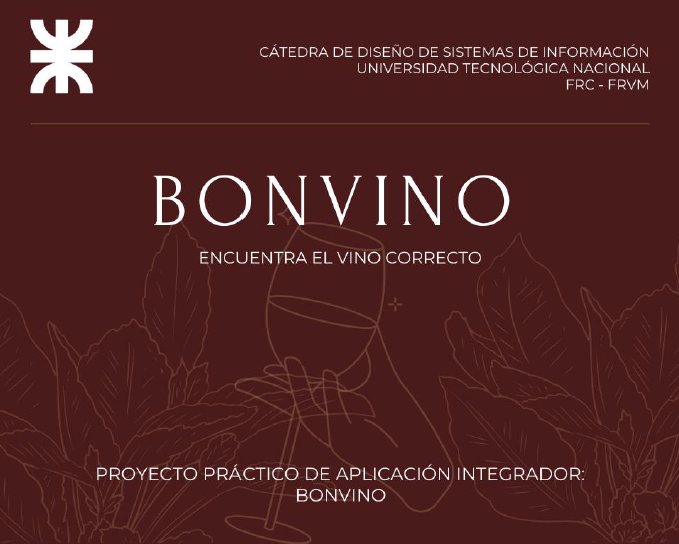 CÁTEDRA DE DISEÑO DE SISTEMAS DE INFORMACIÓN
UNIVERSIDAD TECNOLÓGICA NACIONAL
FRC - FRVM
BONVINO
ENCUENTRA EL VINO CORRECTO
PROYECTO PRÁCTICO DE APLICACIÓN INTEGRADOR:
BONVINO